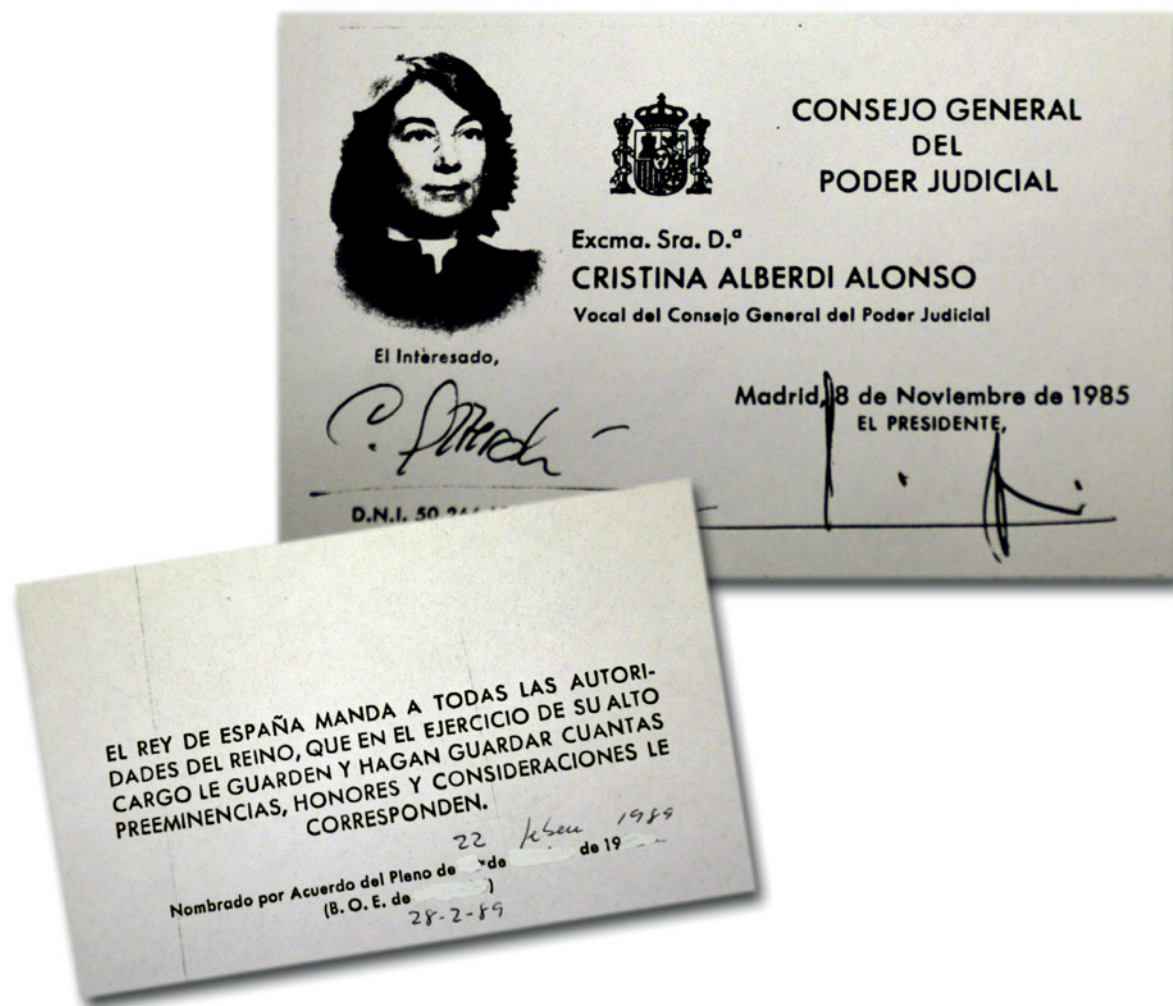 CONSEJO GENERAL
DEL
PODER JUDICIAL
Excma. Sra. D.ª
CRISTINA ALBERDI ALONSO
Vocal del Consejo General del Poder Judicial
El Interesado,
C. Alberdi
Madrid, 8 de Noviembre de 1985
EL PRESIDENTE,
D.N.I. 50
EL REY DE ESPAÑA MANDA A TODAS LAS AUTORI-
DADES DEL REINO, QUE EN EL EJERCICIO DE SU ALTO
CARGO LE GUARDEN Y HAGAN GUARDAR CUANTAS
PREEMINENCIAS, HONORES Y CONSIDERACIONES LE
CORRESPONDEN.
22 1989
Nombrado por Acuerdo del Pleno de de de 19
(B. O. E. de )
28-2-89